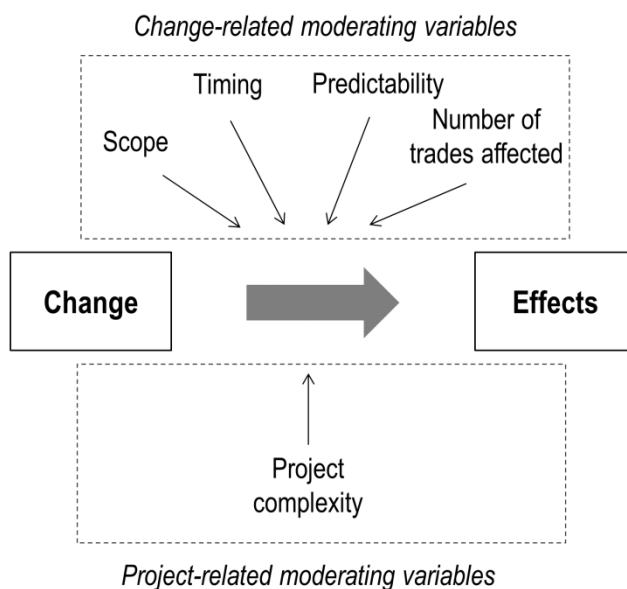 Change-related moderating variables
Timing
Predictability
Scope
Number of
trades affected
Change
Effects
Project
complexity
Project-related moderating variables